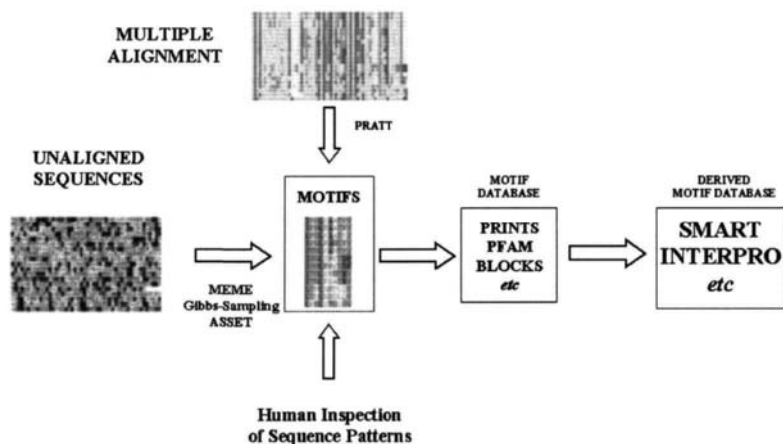 MULTIPLE
ALIGNMENT
PRATT
UNALIGNED
SEQUENCES
MOTIFS
MEME
Gibbs-Sampling
ASSET
Human Inspection
of Sequence Patterns
MOTIF
DATABASE
PRINTS
PFAM
BLOCKS
etc
DERIVED
MOTIF DATABASE
SMART
INTERPRO
etc